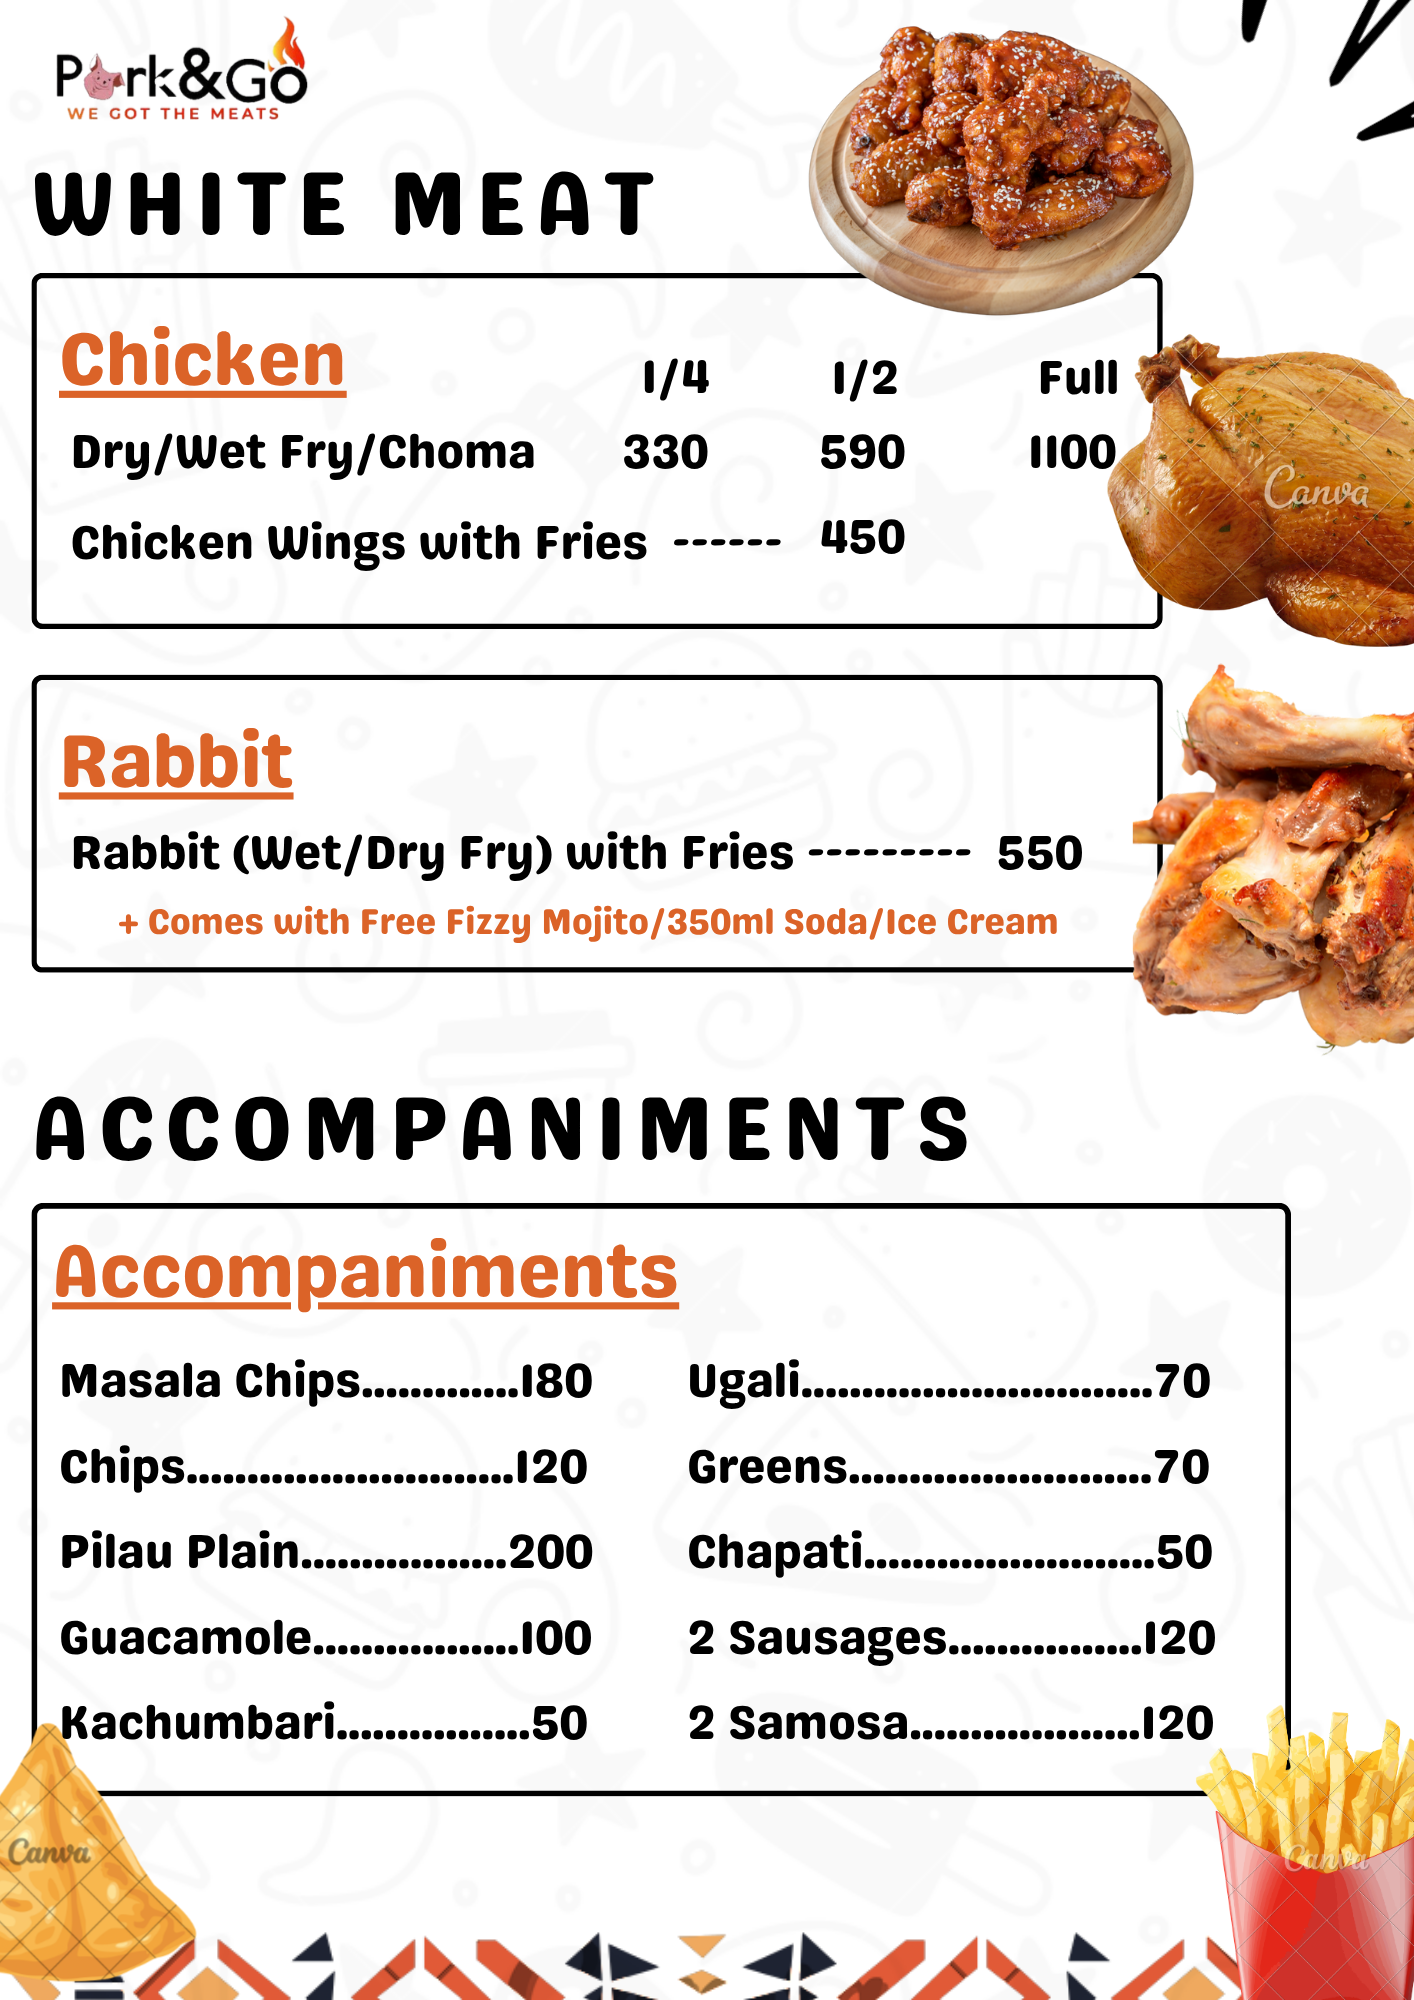 Pork&Go
WE GOT THE MEATS
WHITE MEAT
Chicken
1/4 1/2 Full
Dry/Wet Fry/Choma 330 590 1100
Chicken Wings with Fries ------ 450
Canva
Rabbit
Rabbit (Wet/Dry Fry) with Fries --------- 550
+ Comes with Free Fizzy Mojito/350ml Soda/Ice Cream
ACCOMPANIMENTS
Accompaniments
Masala Chips.............180
Chips...........................120
Pilau Plain.................200
Guacamole.................100
Kachumbari................50
Ugali.............................70
Greens.........................70
Chapati........................50
2 Sausages................120
2 Samosa...................120
Canva
Canva